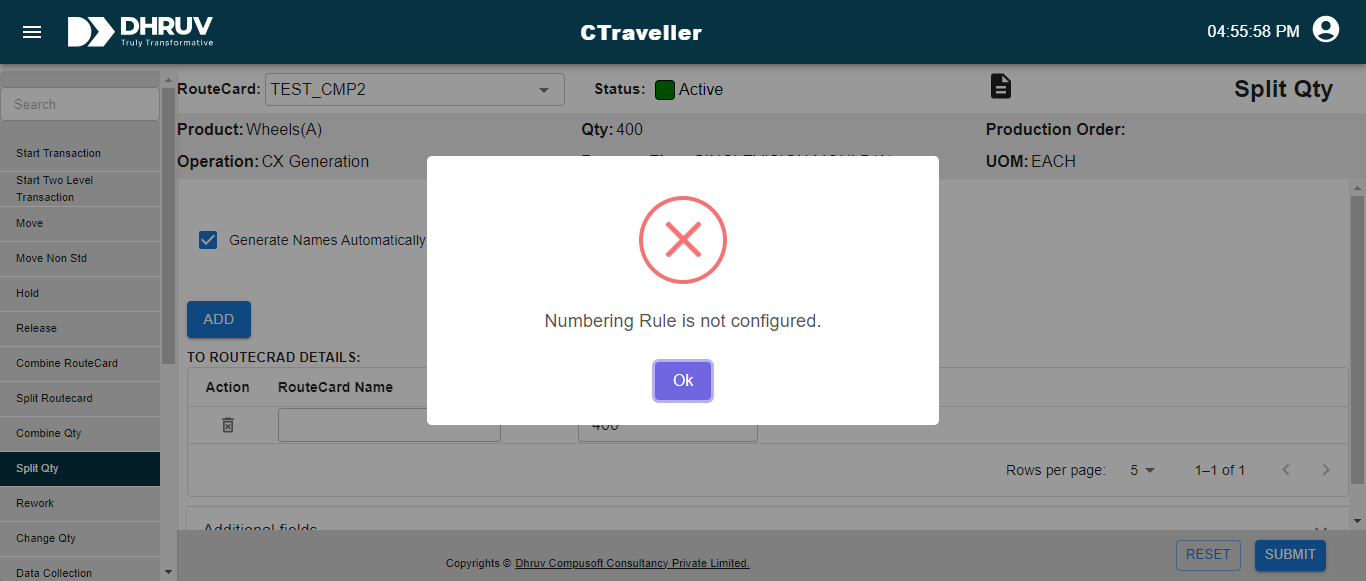 DHRUV
Truly Transformative
CTraveller
04:55:58 PM
Search
Start Transaction
Start Two Level
Transaction
Move
Move Non Std
Hold
Release
Combine RouteCard
Split Routecard
Combine Qty
Split Qty
Rework
Change Qty
Data Collection
RouteCard: TEST_CMP2
Status: Active
Split Qty
Product: Wheels(A)
Qty: 400
Production Order:
Operation: CX Generation
UOM: EACH
Generate Names Automatically
ADD
TO ROUTECRAD DETAILS:
Action RouteCard Name
400
Rows per page: 5 1–1 of 1
Additional fields
Numbering Rule is not configured.
Ok
Copyrights © Dhruv Compusoft Consultancy Private Limited.
RESET SUBMIT